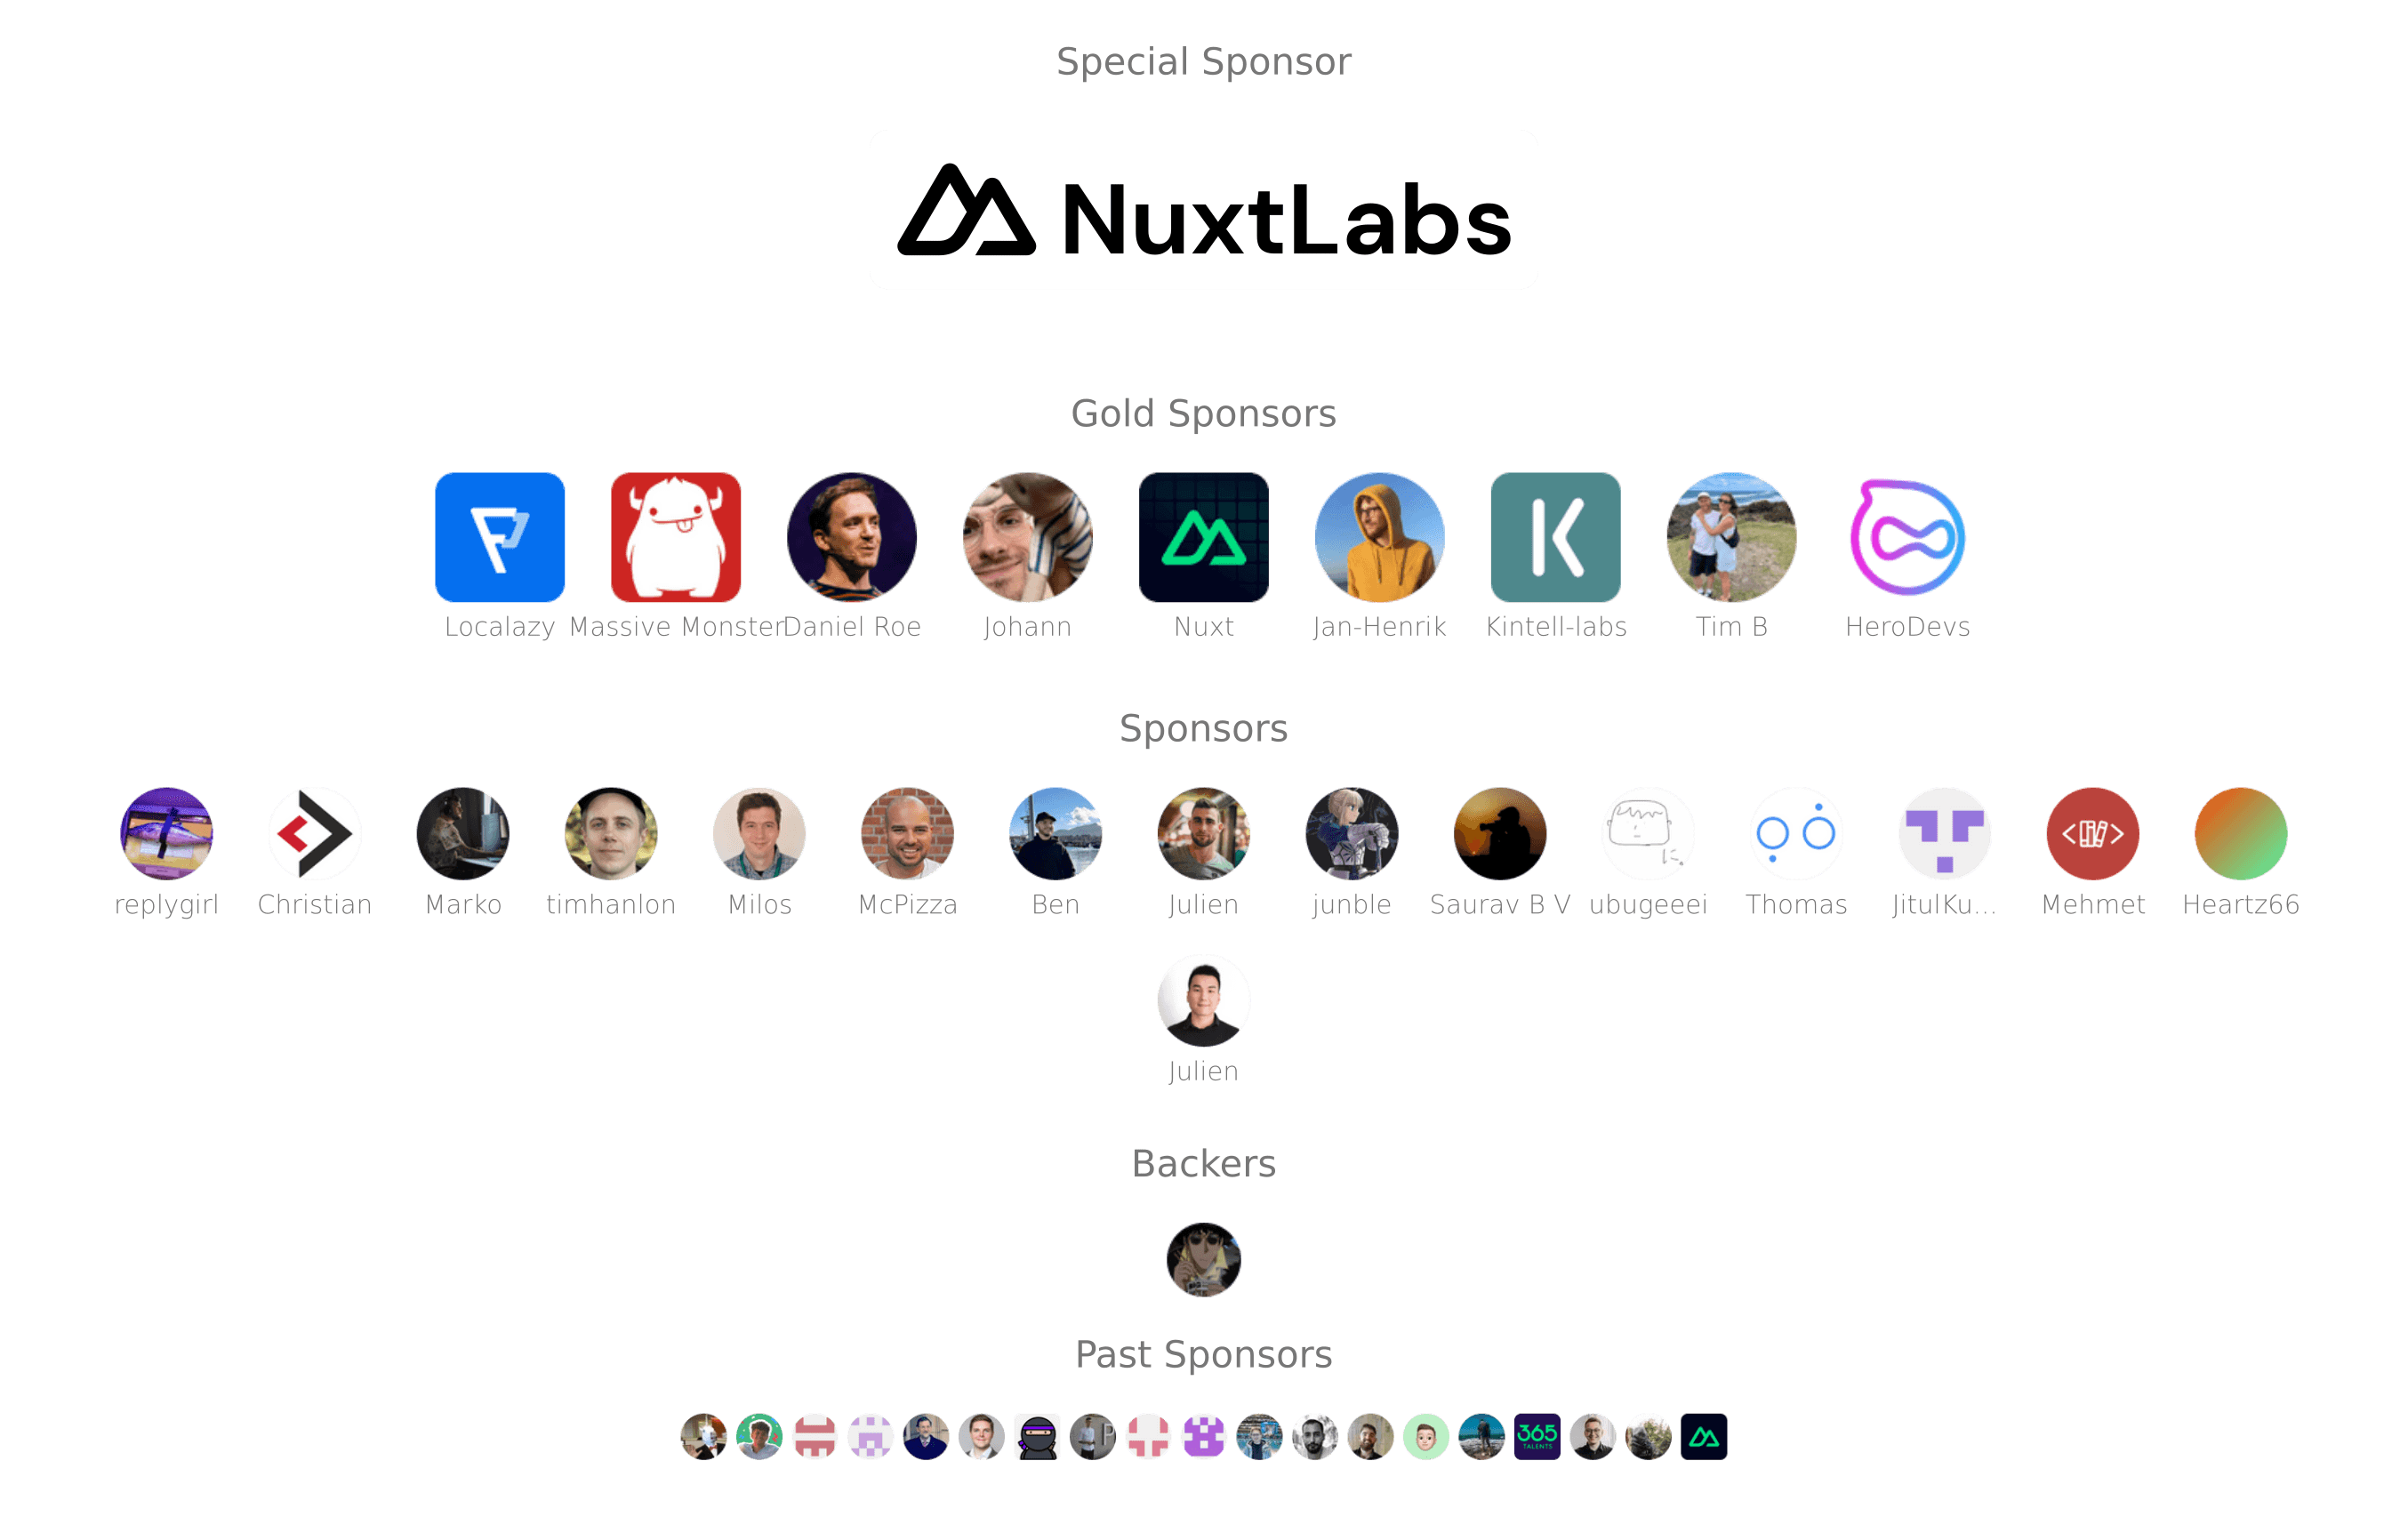 Special Sponsor
NuxtLabs
Gold Sponsors
Localazy Massive Monster Daniel Roe Johann Nuxt Jan-Henrik Kintell-labs Tim B HeroDevs
Sponsors
replygirl Christian Marko timhanlon Milos McPizza Ben Julien junble Saurav B V ubugeeei Thomas JitulKu... Mehmet Heartz66
Julien
Backers
Past Sponsors
P
365
TALENTS